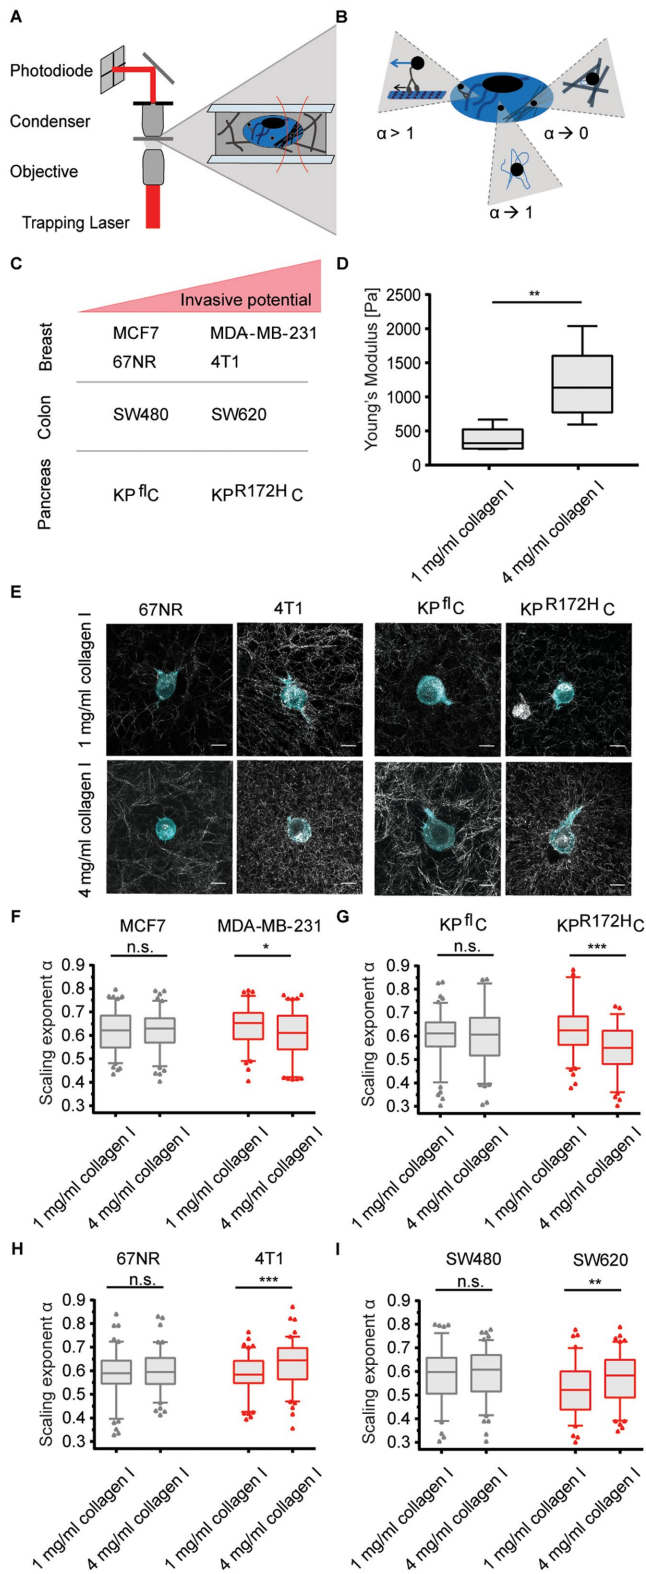 A
Photodiode
Condenser
Objective
Trapping Laser
B
α > 1
α → 0
α → 1
C
Invasive potential
Breast
MCF7 MDA-MB-231
67NR 4T1
Colon
SW480 SW620
Pancreas
KP fl C KP R172H C
D
**
Young's Modulus [Pa]
2500
2000
1500
1000
500
0
1 mg/ml collagen I
4 mg/ml collagen I
E
67NR 4T1 KP fl C KP R172H C
1 mg/ml collagen I
4 mg/ml collagen I
F
MCF7 MDA-MB-231
n.s. *
Scaling exponent α
0.9
0.8
0.7
0.6
0.5
0.4
0.3
1 mg/ml collagen I
4 mg/ml collagen I
1 mg/ml collagen I
4 mg/ml collagen I
G
KP fl C KP R172H C
n.s. ***
Scaling exponent α
0.9
0.8
0.7
0.6
0.5
0.4
0.3
1 mg/ml collagen I
4 mg/ml collagen I
1 mg/ml collagen I
4 mg/ml collagen I
H
67NR 4T1
n.s. ***
Scaling exponent α
0.9
0.8
0.7
0.6
0.5
0.4
0.3
1 mg/ml collagen I
4 mg/ml collagen I
1 mg/ml collagen I
4 mg/ml collagen I
I
SW480 SW620
n.s. **
Scaling exponent α
0.9
0.8
0.7
0.6
0.5
0.4
0.3
1 mg/ml collagen I
4 mg/ml collagen I
1 mg/ml collagen I
4 mg/ml collagen I